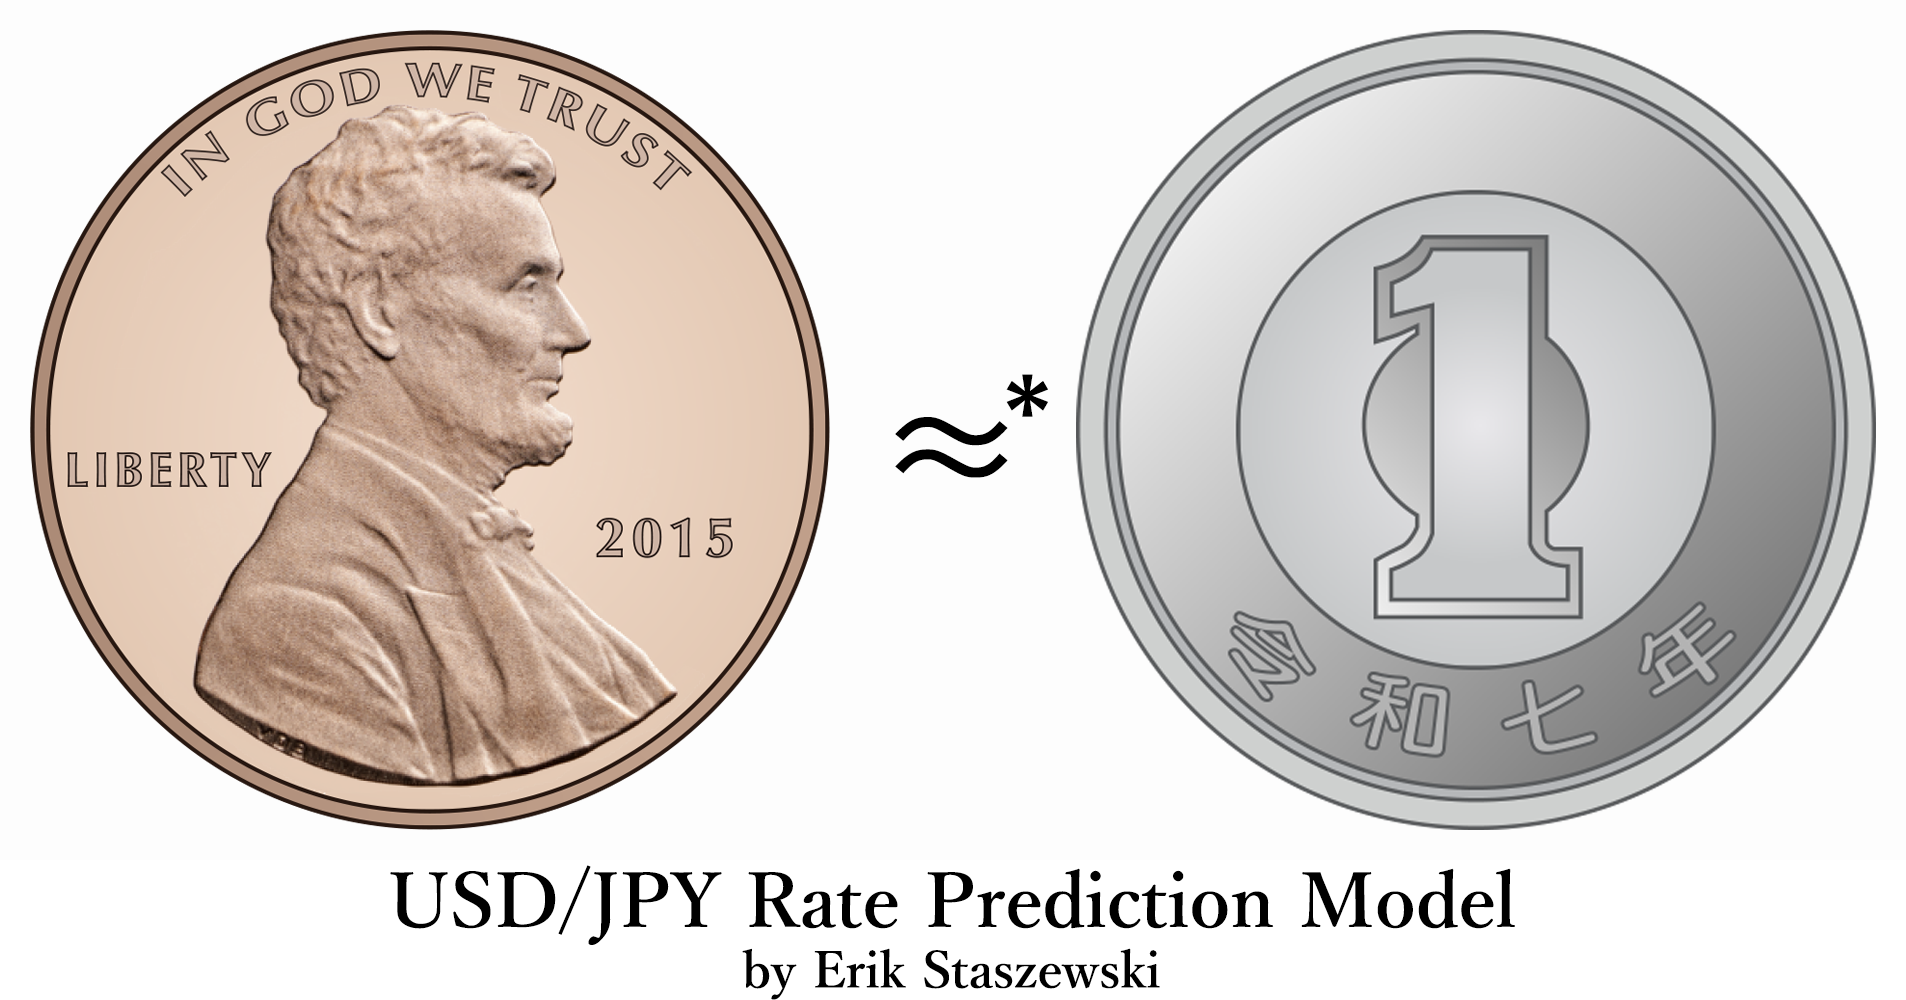 IN GOD WE TRUST
LIBERTY
2015
≈*
1
令和七年
USD/JPY Rate Prediction Model
by Erik Staszewski